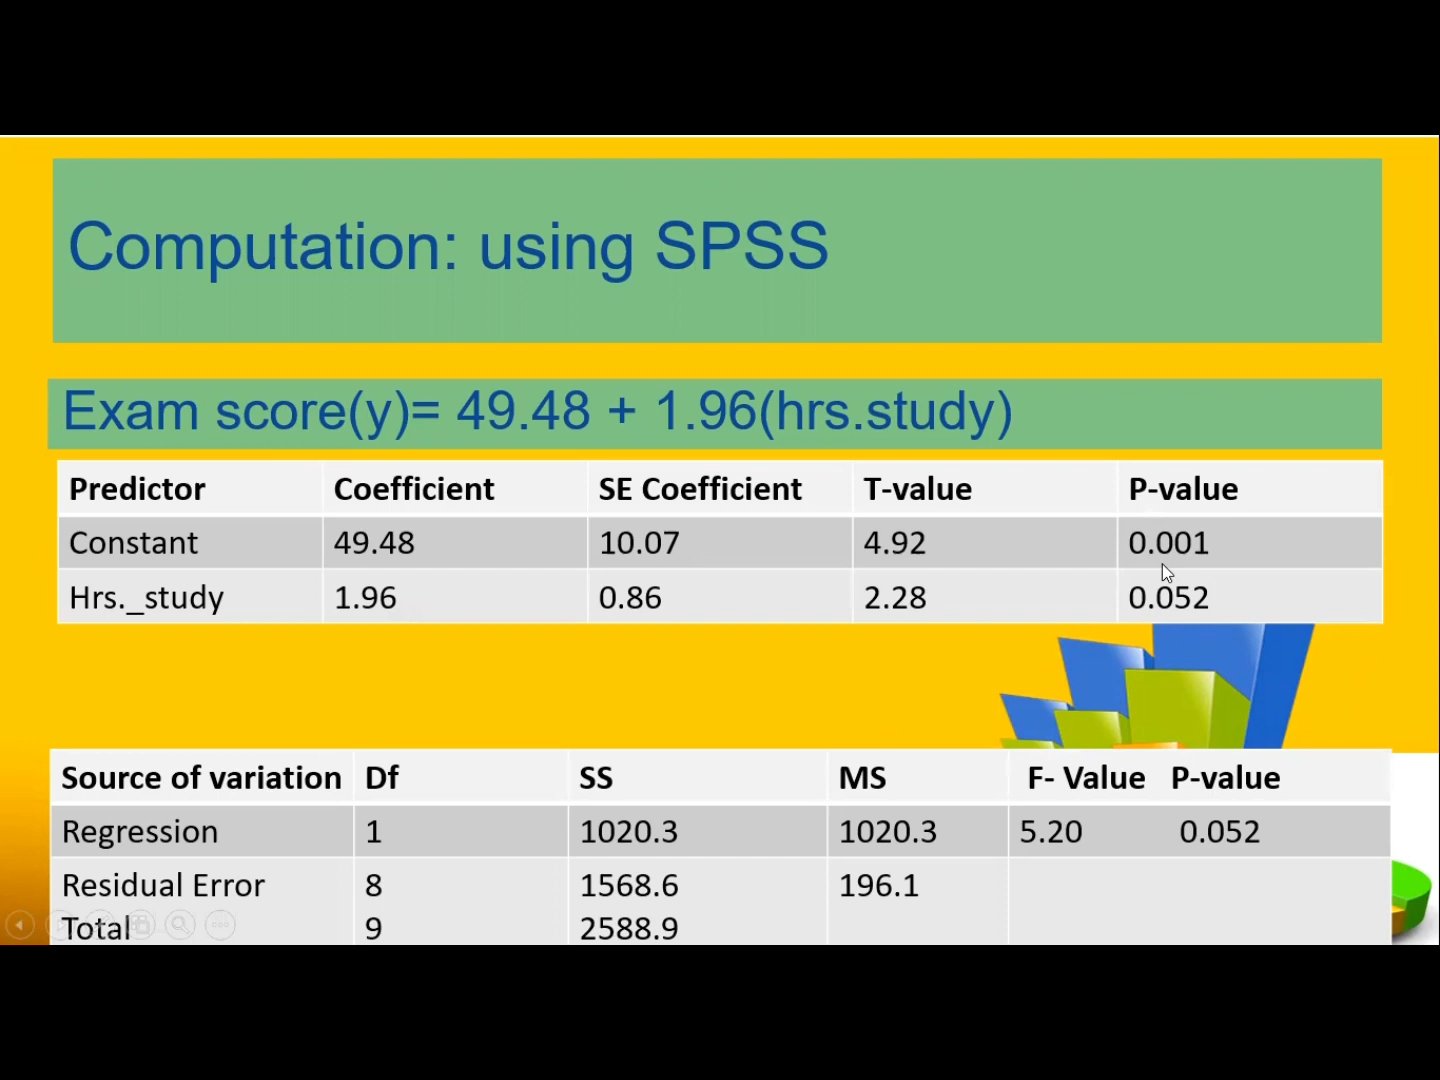 Computation: using SPSS
Exam score(y)= 49.48 + 1.96(hrs.study)
Predictor Coefficient SE Coefficient T-value P-value
Constant 49.48 10.07 4.92 0.001
Hrs._study 1.96 0.86 2.28 0.052
Source of variation Df SS MS F- Value P-value
Regression 1 1020.3 1020.3 5.20 0.052
Residual Error 8 1568.6 196.1
Total 9 2588.9